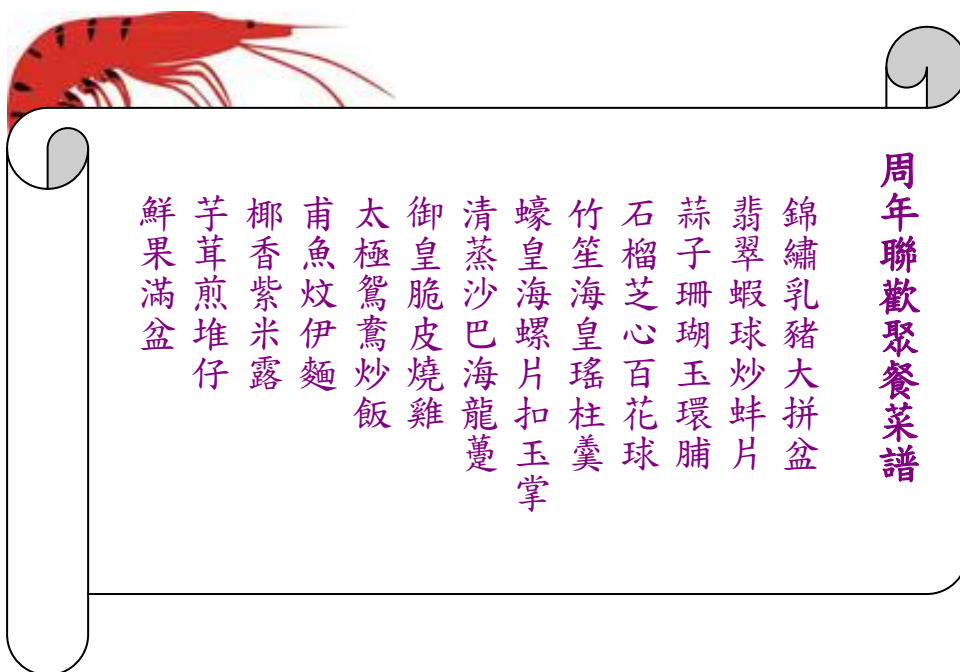 周年聯歡聚餐菜譜
錦繡乳豬大拼盆
翡翠蝦球炒蚌片
蒜子珊瑚玉環脯
石榴芝心百花球
竹笙海皇瑤柱羹
蠔皇海螺片扣玉掌
清蒸沙巴海龍躉
御皇脆皮燒雞
太極鴛鴦炒飯
甫魚炆伊麵
椰香紫米露
芋茸煎堆仔
鮮果滿盆